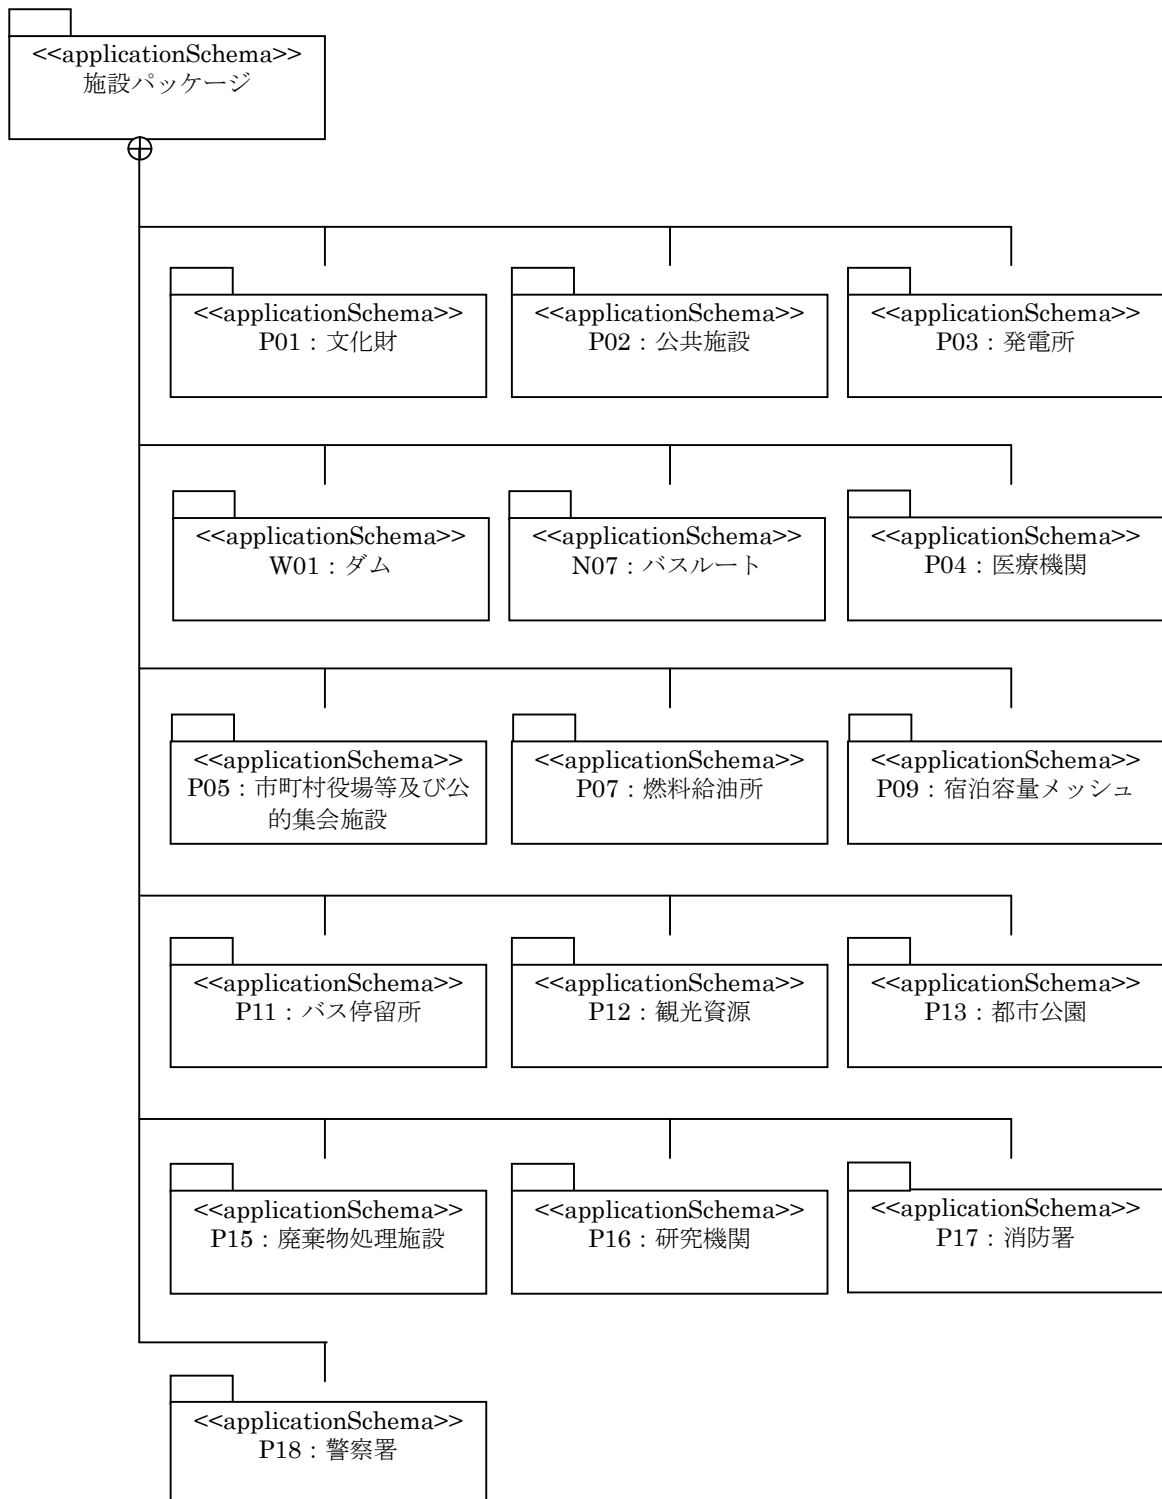 <<applicationSchema>>
施設パッケージ
<<applicationSchema>>
P01：文化財
<<applicationSchema>>
P02：公共施設
<<applicationSchema>>
P03：発電所
<<applicationSchema>>
W01：ダム
<<applicationSchema>>
N07：バスルート
<<applicationSchema>>
P04：医療機関
<<applicationSchema>>
P05：市町村役場等及び公
的集会施設
<<applicationSchema>>
P07：燃料給油所
<<applicationSchema>>
P09：宿泊容量メッシュ
<<applicationSchema>>
P11：バス停留所
<<applicationSchema>>
P12：観光資源
<<applicationSchema>>
P13：都市公園
<<applicationSchema>>
P15：廃棄物処理施設
<<applicationSchema>>
P16：研究機関
<<applicationSchema>>
P17：消防署
<<applicationSchema>>
P18：警察署